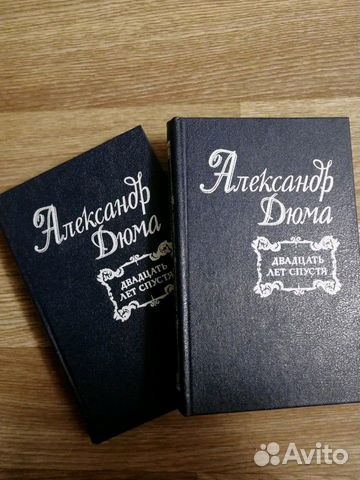 Александр
Дюма
ДВАДЦАТЬ
ЛЕТ СПУСТЯ
Александр
Дюма
ДВАДЦАТЬ
ЛЕТ СПУСТЯ
Avito